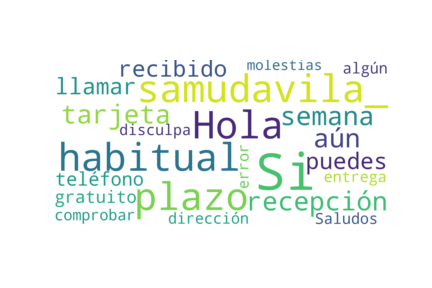 molestias
algún
recibido
llamar
samudavila_
tarjeta
Hola
semana
disculpa
aún
habitual
Si
puedes
teléfono
error
entrega
gratuito
plazo
recepción
comprobar
dirección
Saludos